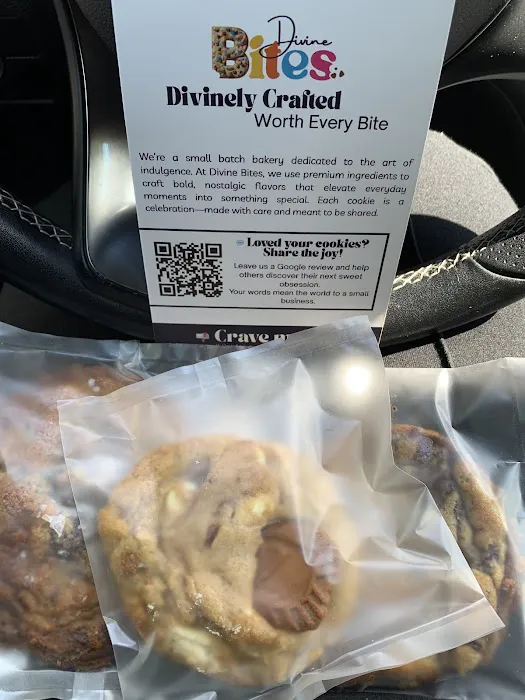 Divine
Bites
Divinely Crafted
Worth Every Bite
We're a small batch bakery dedicated to the art of
indulgence. At Divine Bites, we use premium ingredients to
craft bold, nostalgic flavors that elevate everyday
moments into something special. Each cookie is a
celebration—made with care and meant to be shared.
Loved your cookies?
Share the joy!
Leave us a Google review and help
others discover their next sweet
obsession.
Your words mean the world to a small
business.
Crave